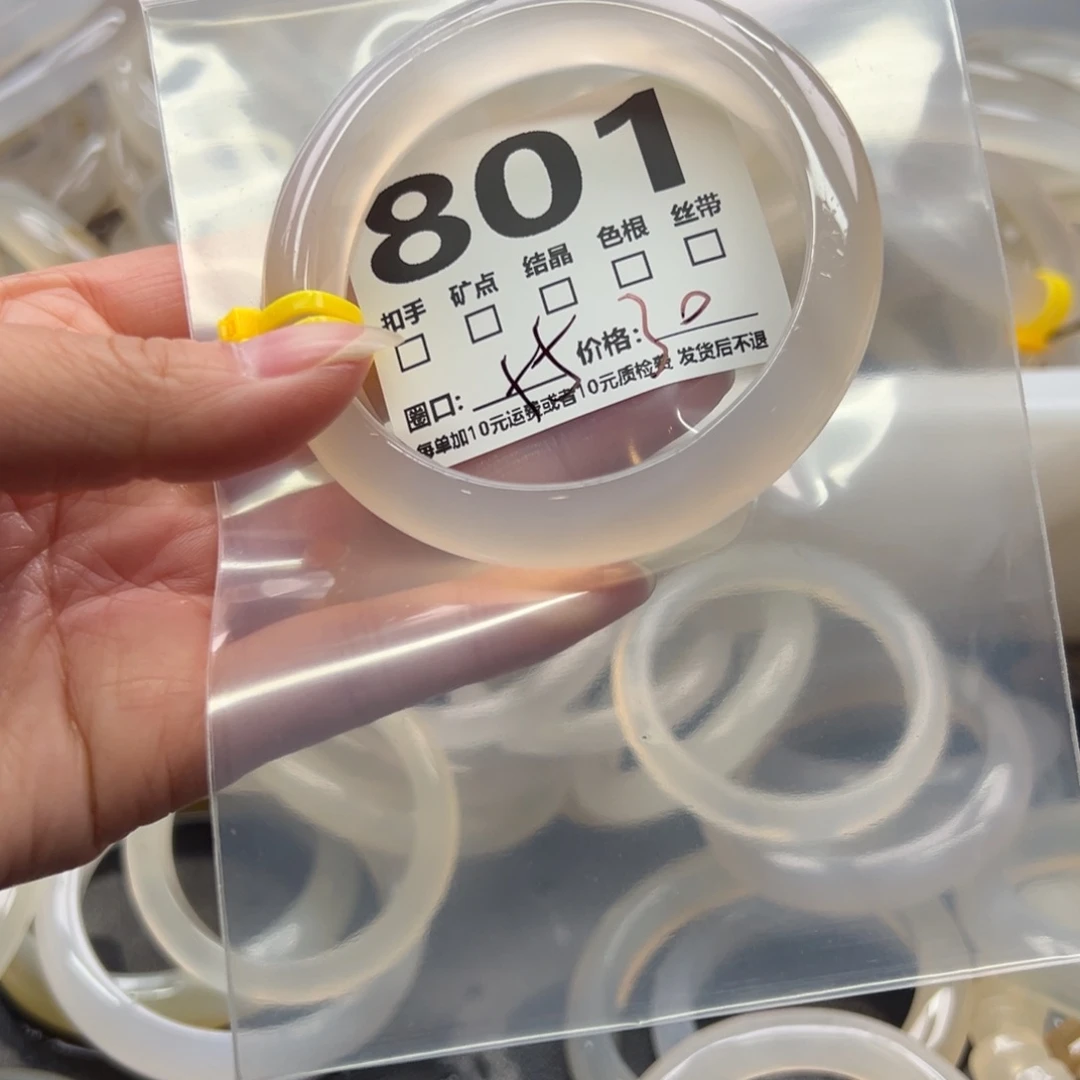 801
扣手 矿点 结晶 色根 丝带
圈口: 价格: 30
每单加10元运费或者10元质检费 发货后不退